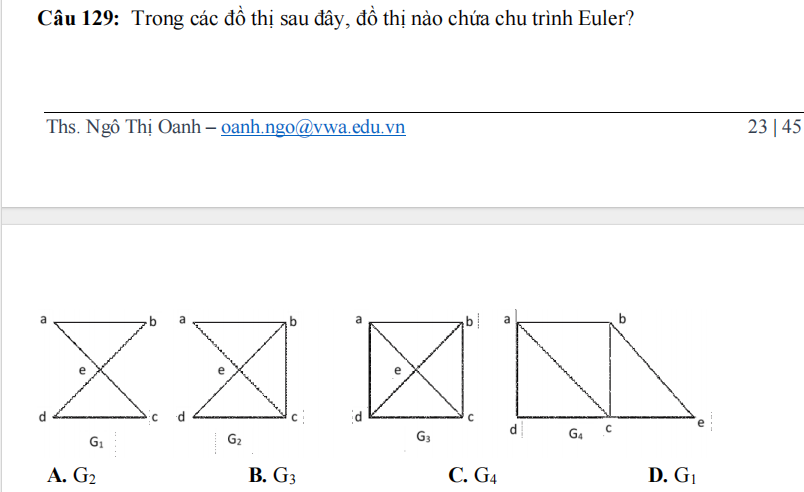 Câu 129: Trong các đồ thị sau đây, đồ thị nào chứa chu trình Euler?
Ths. Ngô Thị Oanh – oanh.ngo@vwa.edu.vn 23 | 45
a b a b a b a b
e e e
d c d c d c d c e
G₁ G₂ G₃ G₄
A. G₂ B. G₃ C. G₄ D. G₁